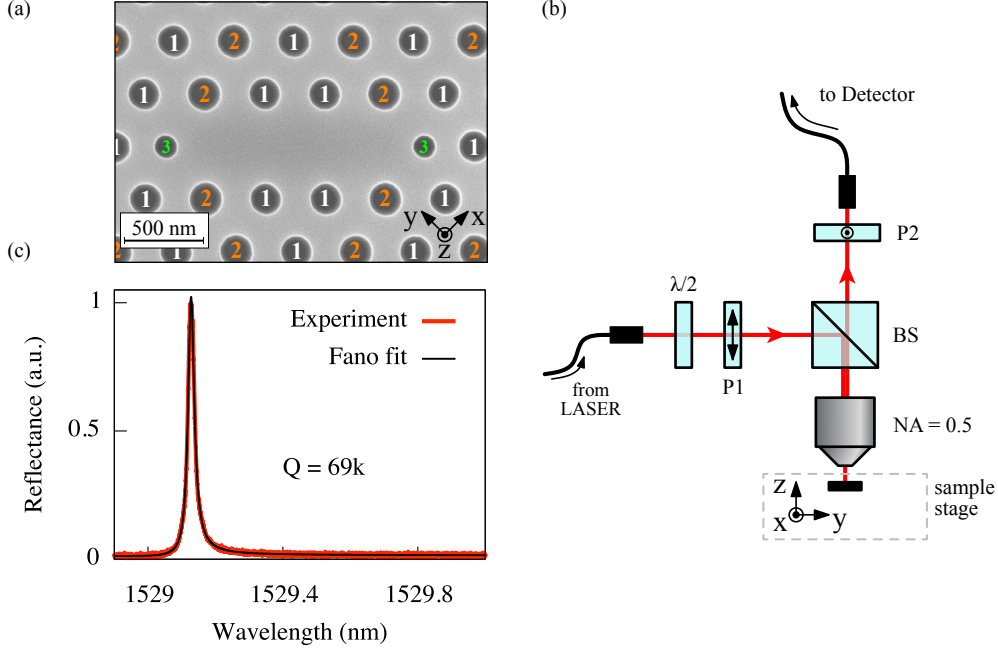 (a)
2 1 2 1 2 1 2
1 2 1 1 2 1
1 3 3 1
1 2 1 1 2 1
2 1 2 1 2 1 2
500 nm
y x
z
(b)
to Detector
P2
λ/2
BS
P1
from
LASER
NA = 0.5
z
x y
sample
stage
(c)
Experiment
Fano fit
Q = 69k
1
0.5
0
Reflectance (a.u.)
1529 1529.4 1529.8
Wavelength (nm)